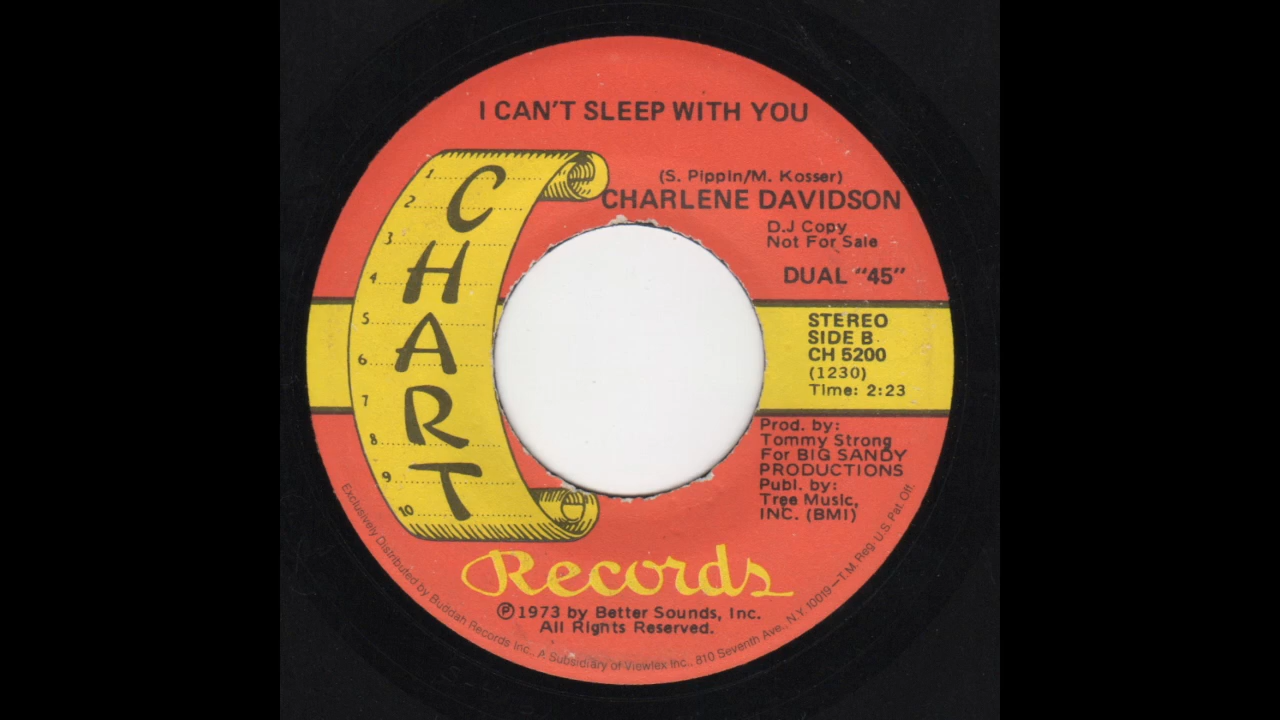 I CAN'T SLEEP WITH YOU
(S. Pippin/M. Kosser)
CHARLENE DAVIDSON
D.J Copy
Not For Sale
DUAL "45"
STEREO
SIDE B
CH 5200
(1230)
Time: 2:23
Prod. by:
Tommy Strong
For BIG SANDY
PRODUCTIONS
Publ. by:
Tree Music,
INC. (BMI)
1
2
3
4
5
6
7
8
9
10
CHART
Records
Ⓟ1973 by Better Sounds, Inc.
All Rights Reserved.
Exclusively Distributed by Buddah Records Inc., A Subsidiary of Viewlex Inc., 810 Seventh Ave., N.Y. 10019—T.M. Reg. U.S. Pat. Off.